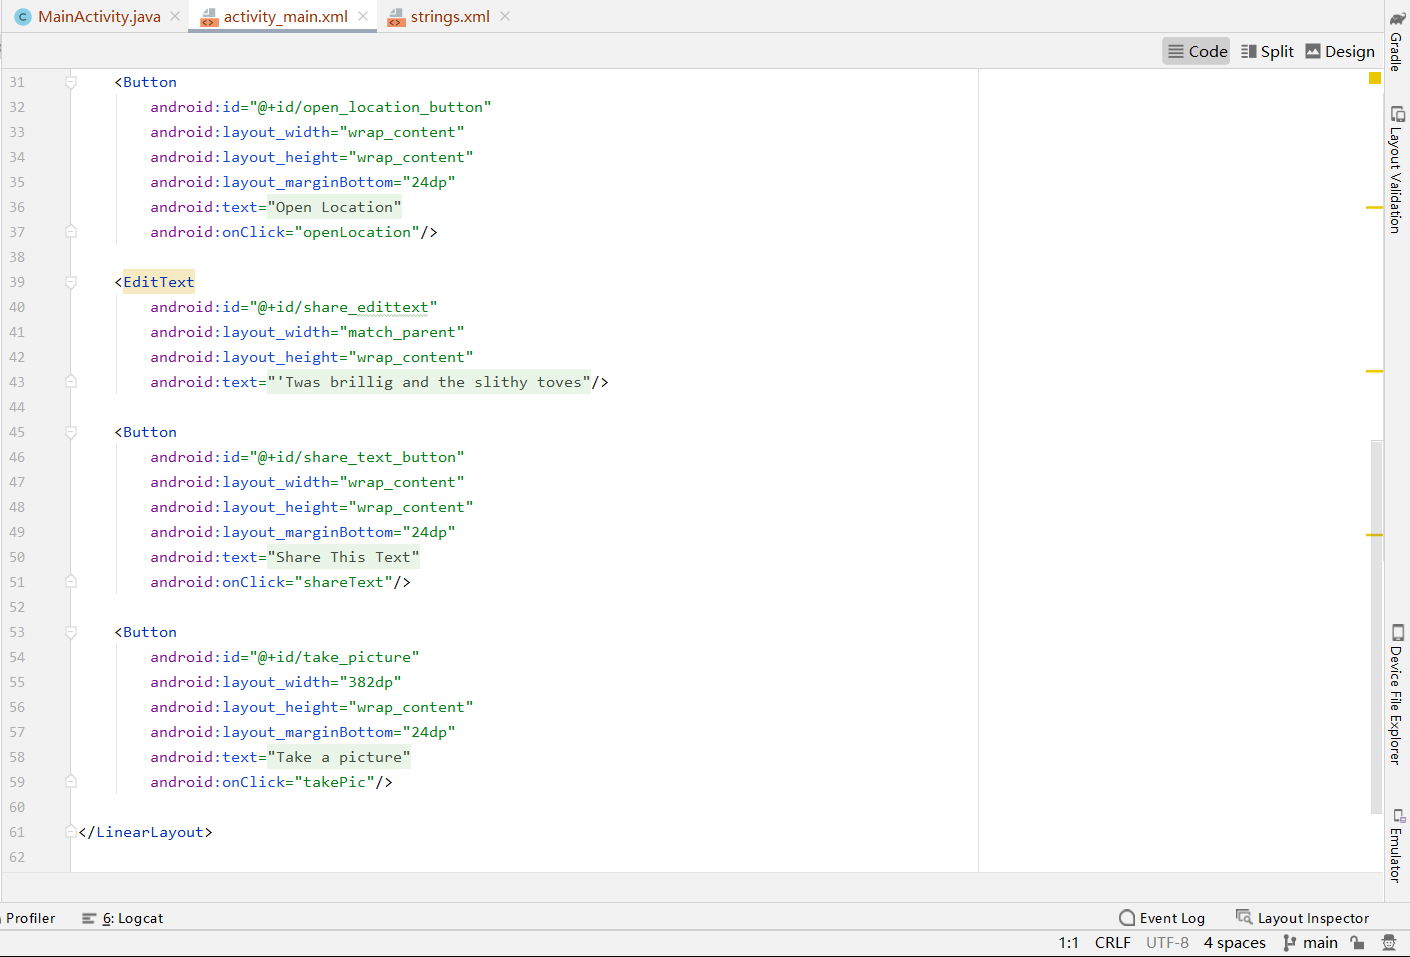 MainActivity.java
activity_main.xml
strings.xml
Code
Split
Design
31 <Button
32 android:id="@+id/open_location_button"
33 android:layout_width="wrap_content"
34 android:layout_height="wrap_content"
35 android:layout_marginBottom="24dp"
36 android:text="Open Location"
37 android:onClick="openLocation"/>
38
39 <EditText
40 android:id="@+id/share_edittext"
41 android:layout_width="match_parent"
42 android:layout_height="wrap_content"
43 android:text="'Twas brillig and the slithy toves"/>
44
45 <Button
46 android:id="@+id/share_text_button"
47 android:layout_width="wrap_content"
48 android:layout_height="wrap_content"
49 android:layout_marginBottom="24dp"
50 android:text="Share This Text"
51 android:onClick="shareText"/>
52
53 <Button
54 android:id="@+id/take_picture"
55 android:layout_width="382dp"
56 android:layout_height="wrap_content"
57 android:layout_marginBottom="24dp"
58 android:text="Take a picture"
59 android:onClick="takePic"/>
60
61 </LinearLayout>
62
Gradle
Layout Validation
Device File Explorer
Emulator
Profiler
6: Logcat
Event Log
Layout Inspector
1:1 CRLF UTF-8 4 spaces main